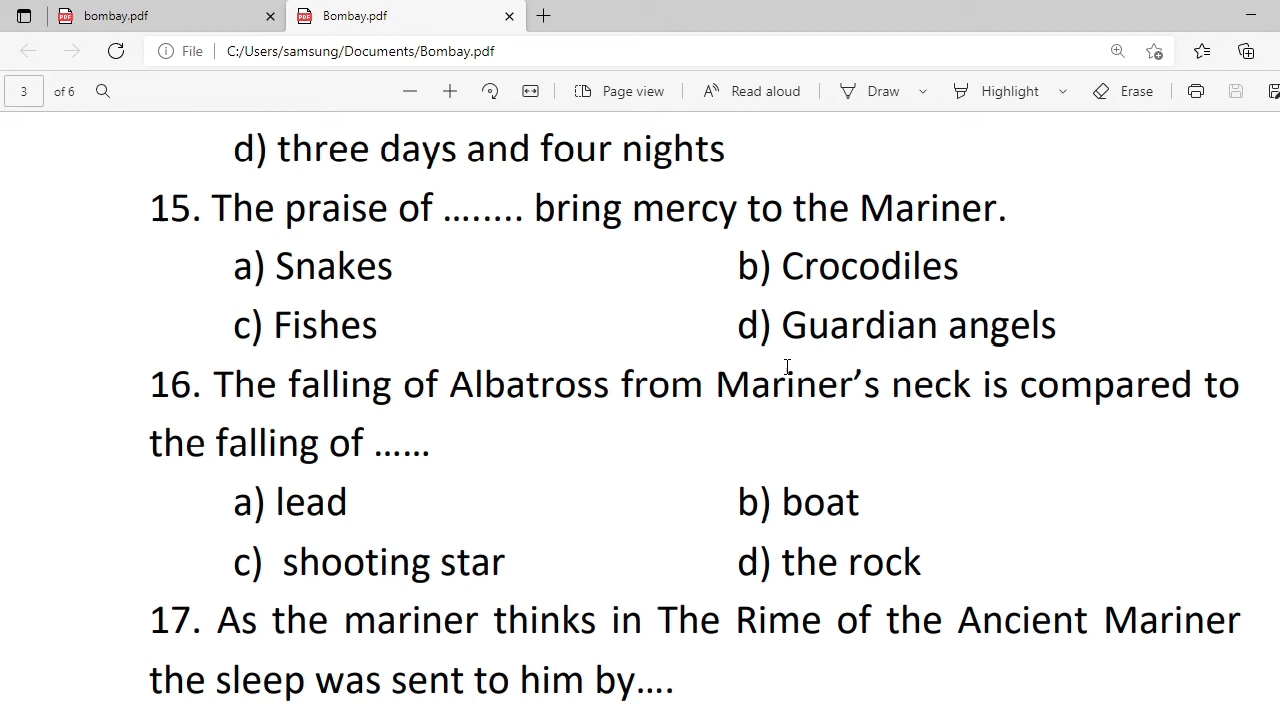 bombay.pdf
Bombay.pdf
File
C:/Users/samsung/Documents/Bombay.pdf
3 of 6
Page view
Read aloud
Draw
Highlight
Erase
d) three days and four nights
15. The praise of ........ bring mercy to the Mariner.
a) Snakes b) Crocodiles
c) Fishes d) Guardian angels
16. The falling of Albatross from Mariner’s neck is compared to
the falling of ......
a) lead b) boat
c) shooting star d) the rock
17. As the mariner thinks in The Rime of the Ancient Mariner
the sleep was sent to him by....